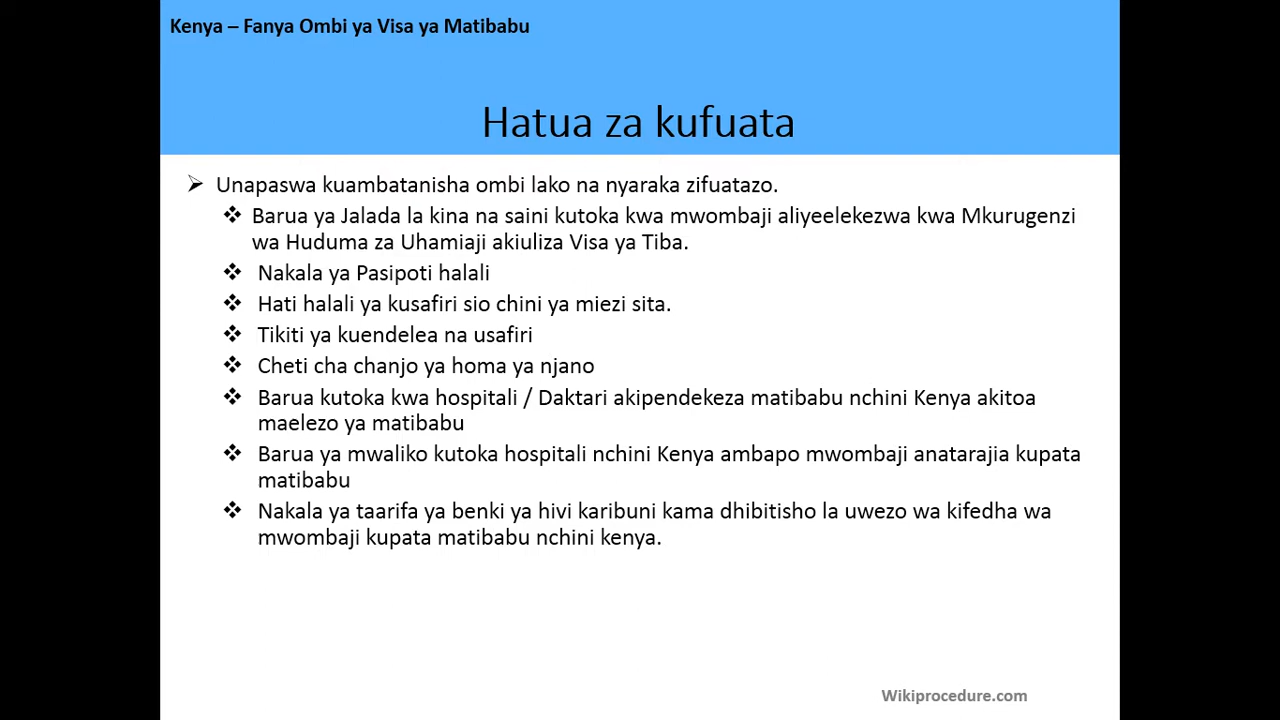 Kenya – Fanya Ombi ya Visa ya Matibabu
Hatua za kufuata
➢ Unapaswa kuambatanisha ombi lako na nyaraka zifuatazo.
❖ Barua ya Jalada la kina na saini kutoka kwa mwombaji aliyeelekezwa kwa Mkurugenzi
wa Huduma za Uhamiaji akiuliza Visa ya Tiba.
❖ Nakala ya Pasipoti halali
❖ Hati halali ya kusafiri sio chini ya miezi sita.
❖ Tikiti ya kuendelea na usafiri
❖ Cheti cha chanjo ya homa ya njano
❖ Barua kutoka kwa hospitali / Daktari akipendekeza matibabu nchini Kenya akitoa
maelezo ya matibabu
❖ Barua ya mwaliko kutoka hospitali nchini Kenya ambapo mwombaji anatarajia kupata
matibabu
❖ Nakala ya taarifa ya benki ya hivi karibuni kama dhibitisho la uwezo wa kifedha wa
mwombaji kupata matibabu nchini kenya.
Wikiprocedure.com